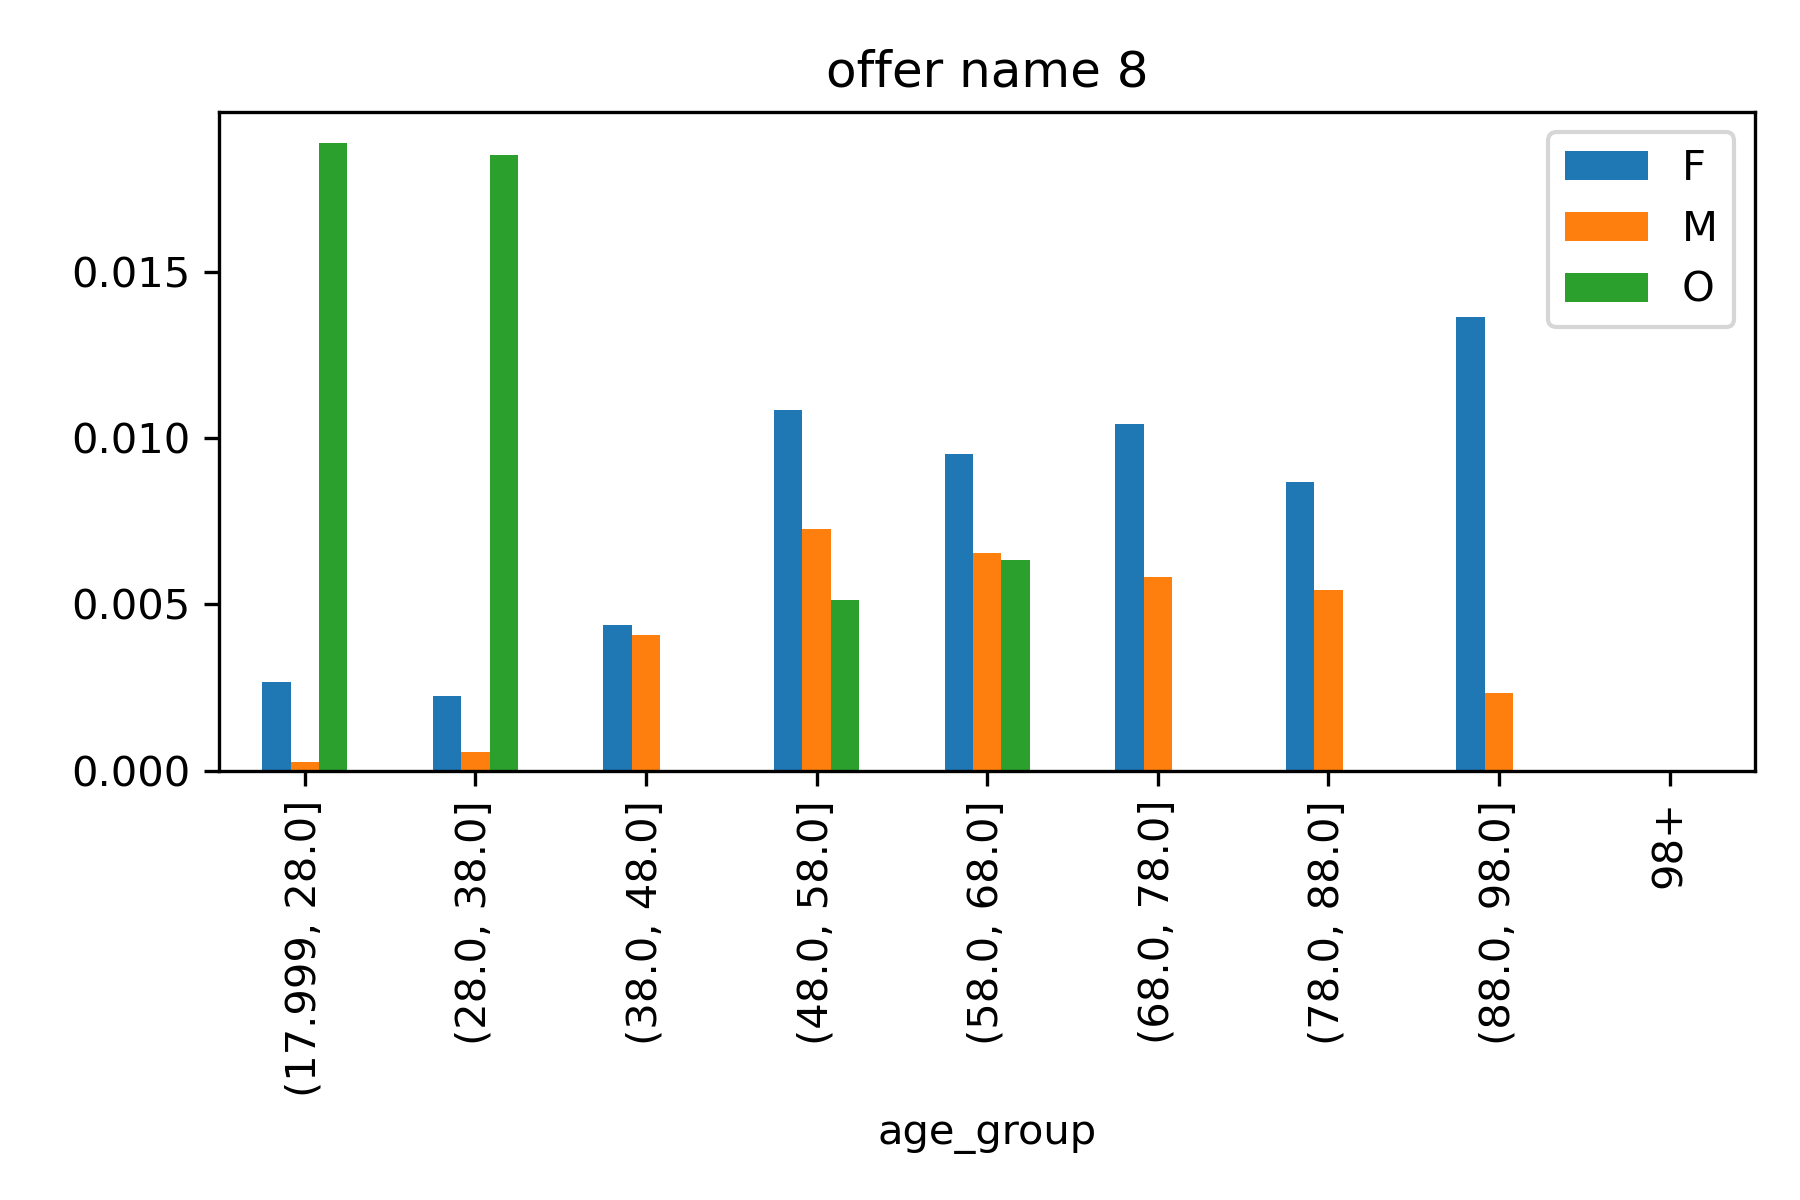 offer name 8
F
M
O
0.015
0.010
0.005
0.000
(17.999, 28.0]
(28.0, 38.0]
(38.0, 48.0]
(48.0, 58.0]
(58.0, 68.0]
(68.0, 78.0]
(78.0, 88.0]
(88.0, 98.0]
98+
age_group